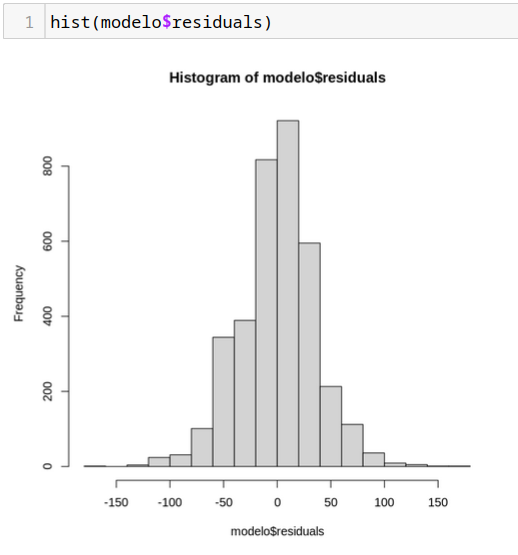 1 hist(modelo$residuals)
Histogram of modelo$residuals
Frequency
800
600
400
200
0
-150 -100 -50 0 50 100 150
modelo$residuals